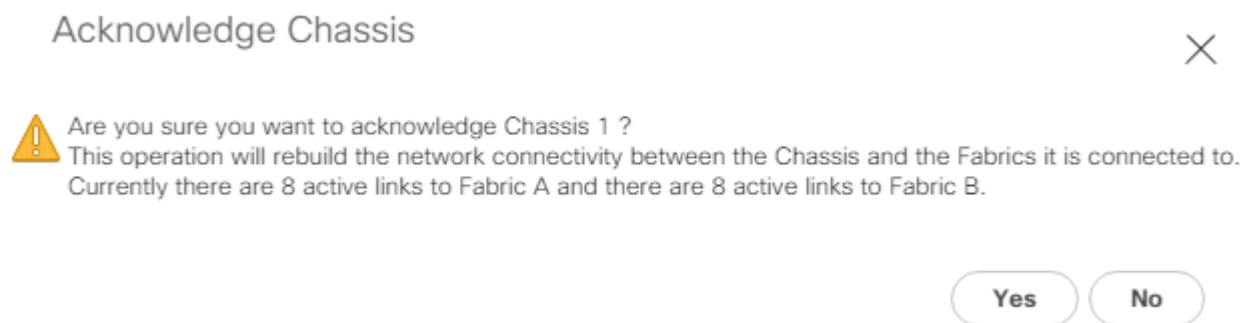 Acknowledge Chassis
Are you sure you want to acknowledge Chassis 1 ?
This operation will rebuild the network connectivity between the Chassis and the Fabrics it is connected to.
Currently there are 8 active links to Fabric A and there are 8 active links to Fabric B.
Yes No